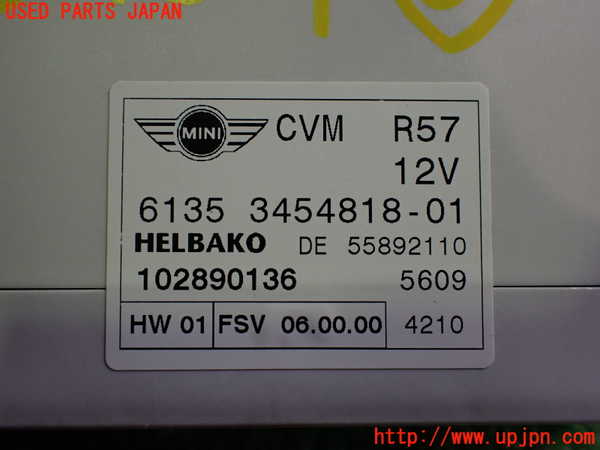 USED PARTS JAPAN
MINI CVM R57
12V
6135 3454818-01
HELBAKO DE 55892110
102890136 5609
HW 01 FSV 06.00.00 4210
http://www.upjpn.com/